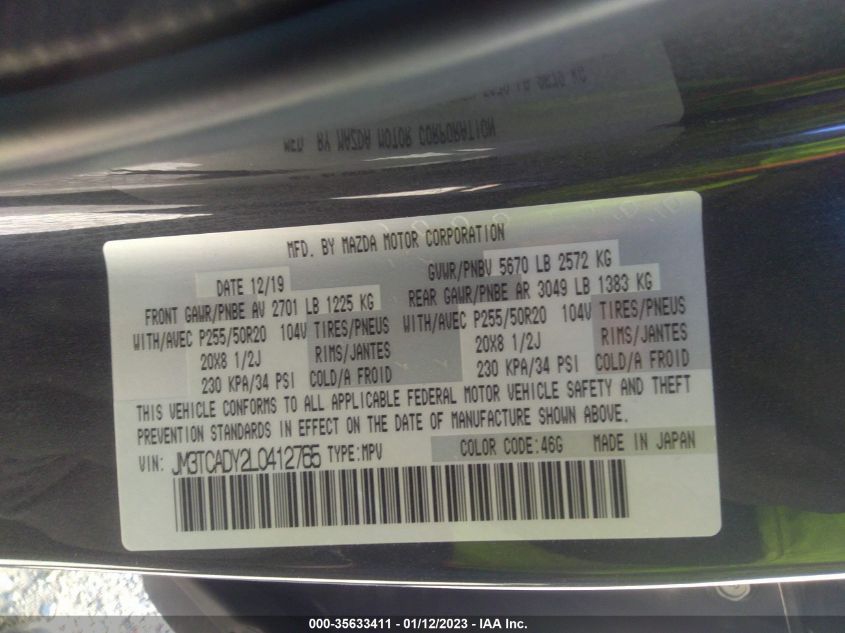 MFD. BY MAZDA MOTOR CORPORATION
MFD. BY MAZDA MOTOR CORPORATION
DATE 12/19 GVWR/PNBV 5670 LB 2572 KG
FRONT GAWR/PNBE AV 2701 LB 1225 KG REAR GAWR/PNBE AR 3049 LB 1383 KG
WITH/AVEC P255/50R20 104V TIRES/PNEUS WITH/AVEC P255/50R20 104V TIRES/PNEUS
20X8 1/2J RIMS/JANTES 20X8 1/2J RIMS/JANTES
230 KPA/34 PSI COLD/A FROID 230 KPA/34 PSI COLD/A FROID
THIS VEHICLE CONFORMS TO ALL APPLICABLE FEDERAL MOTOR VEHICLE SAFETY AND THEFT
PREVENTION STANDARDS IN EFFECT ON THE DATE OF MANUFACTURE SHOWN ABOVE.
VIN: JM3TCADY2L0412765 TYPE:MPV COLOR CODE:46G MADE IN JAPAN
000-35633411 - 01/12/2023 - IAA Inc.